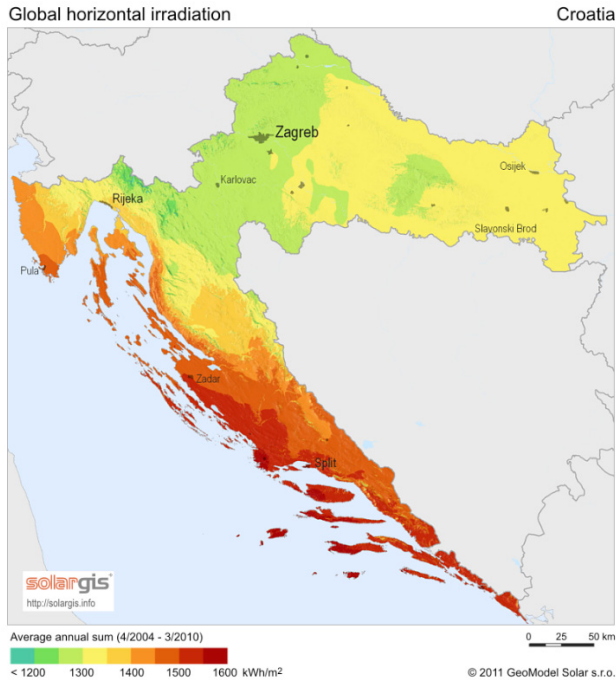 Global horizontal irradiation Croatia
Zagreb
Karlovac
Osijek
Rijeka
Slavonski Brod
Pula
Zadar
Split
solargis
http://solargis.info
Average annual sum (4/2004 - 3/2010)
0 25 50 km
< 1200 1300 1400 1500 1600 kWh/m²
© 2011 GeoModel Solar s.r.o.